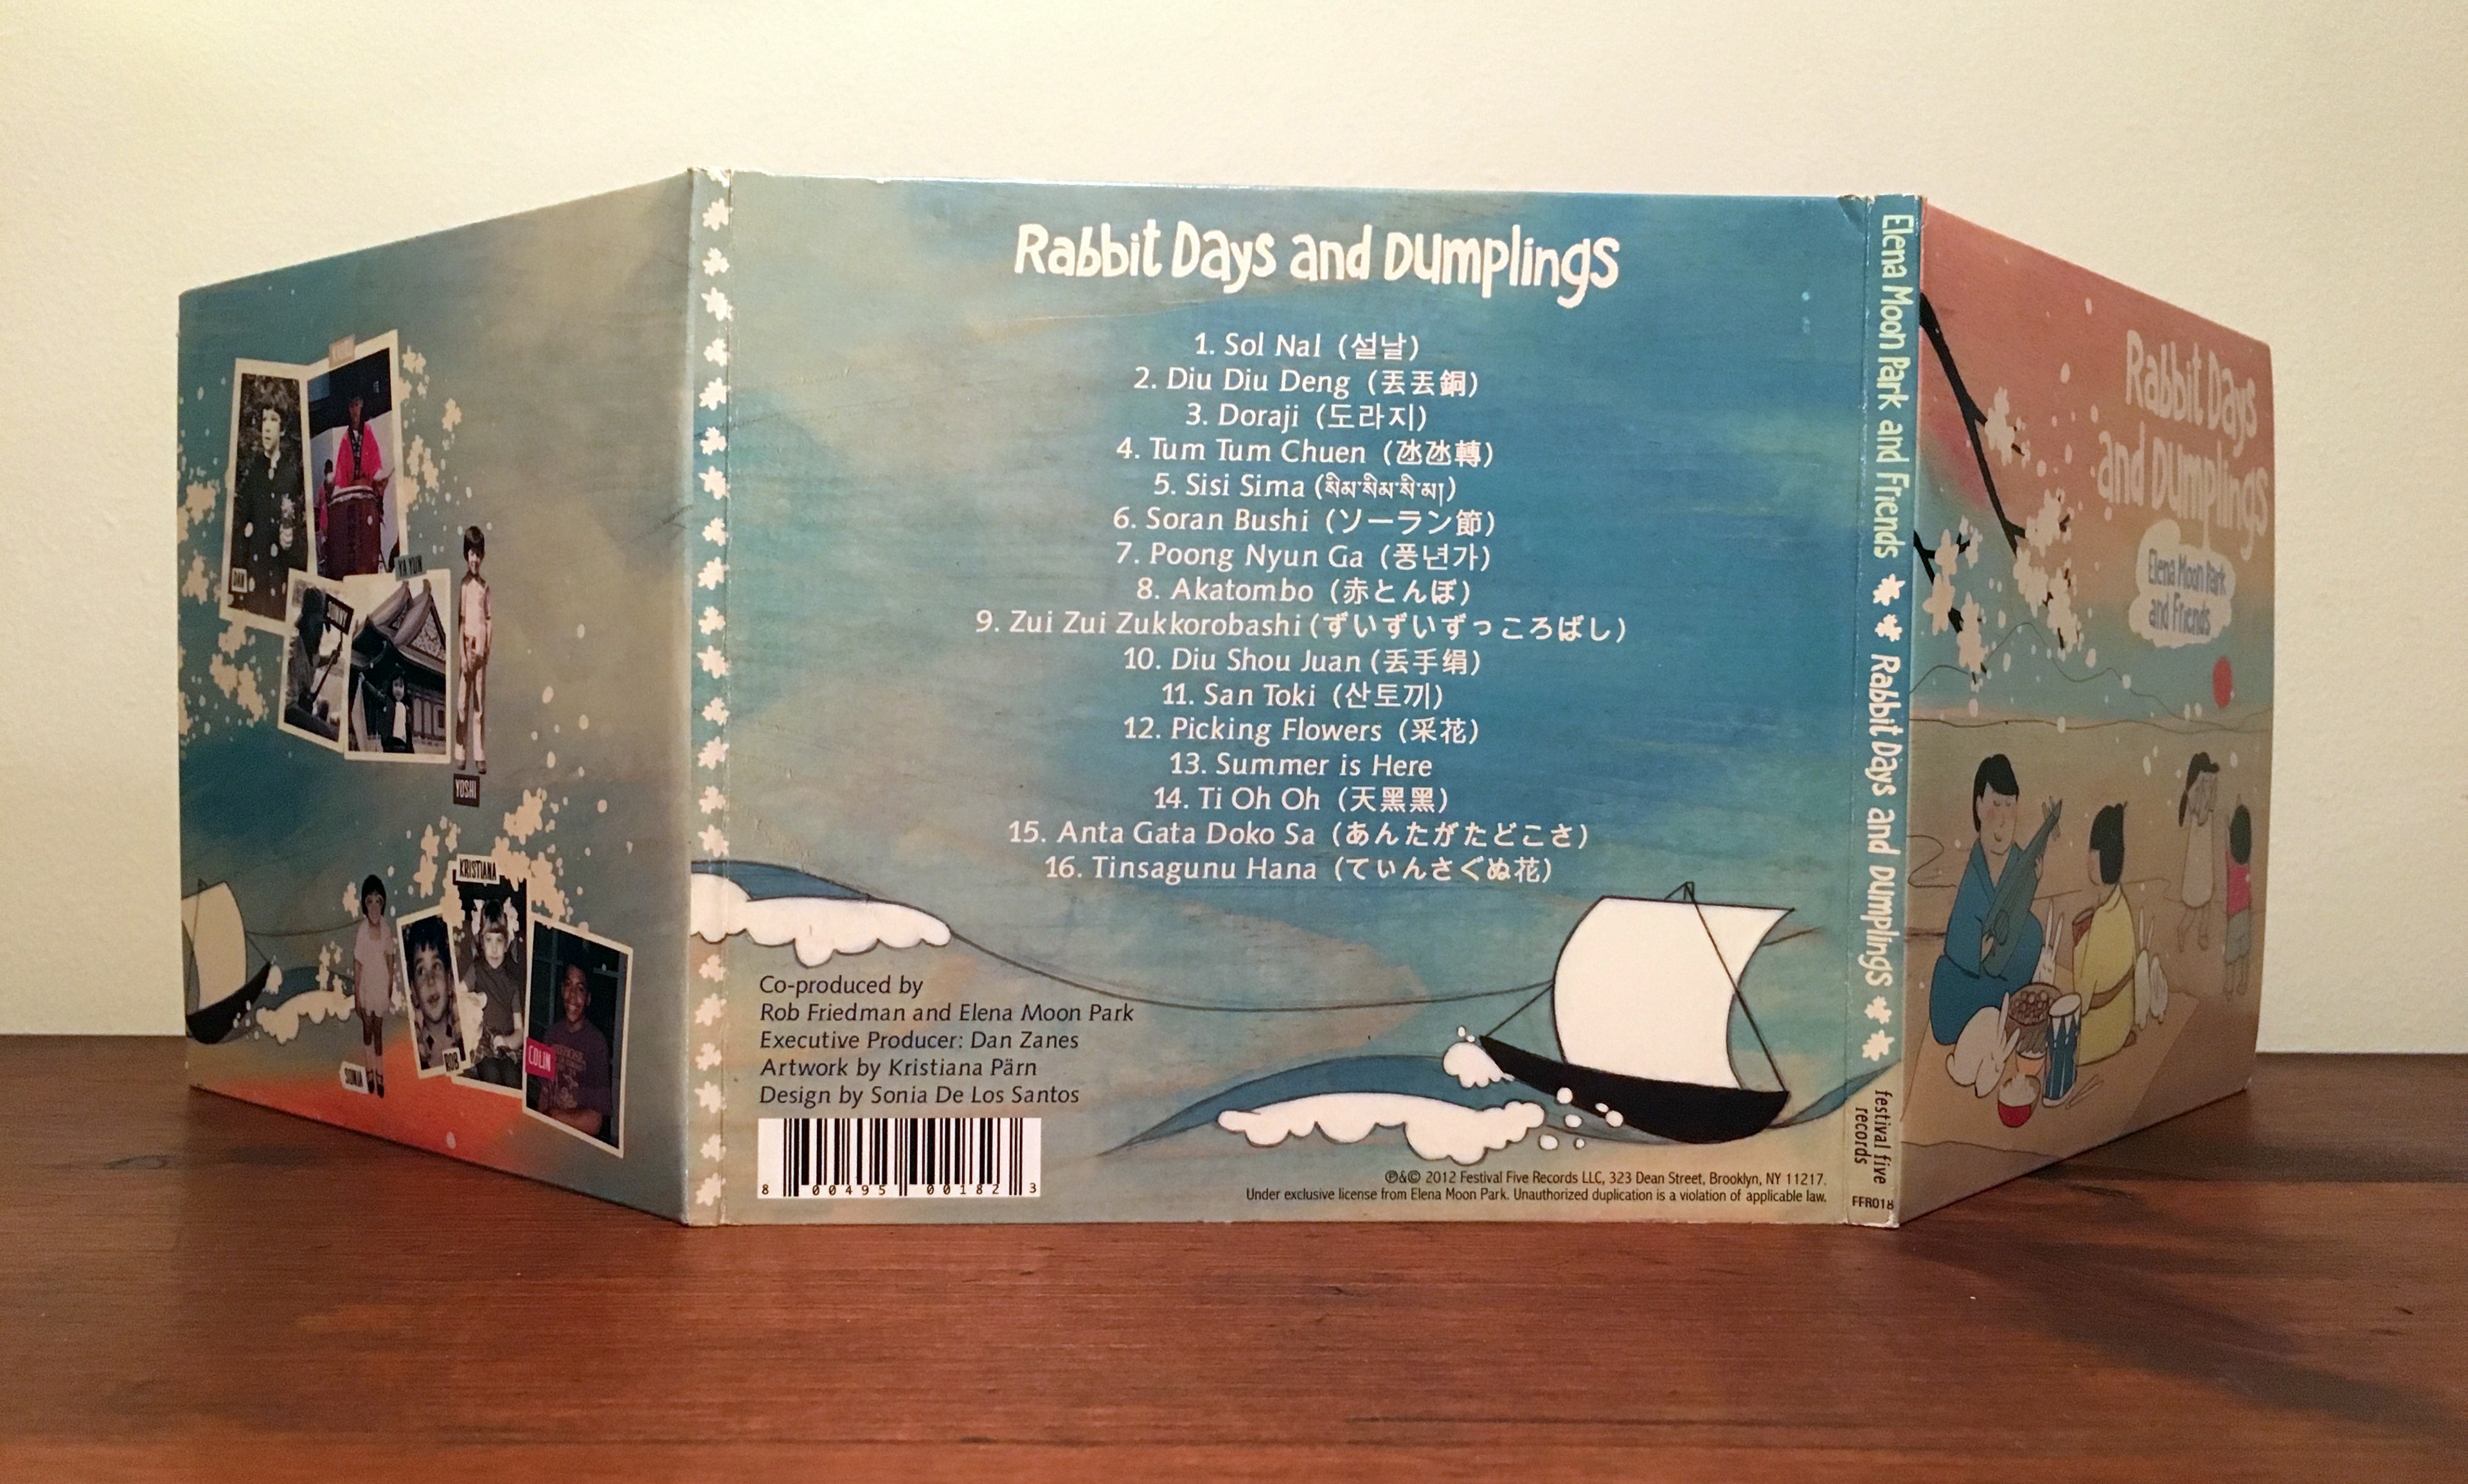 DAN
YA YUN
SONNY
YOSHI
KRISTIANA
SONIA
ROB
COLIN
Rabbit Days and Dumplings
1. Sol Nal (설날)
2. Diu Diu Deng (丟丟銅)
3. Doraji (도라지)
4. Tum Tum Chuen (氹氹轉)
5. Sisi Sima (སིམ་སིམ་སི་མ།)
6. Soran Bushi (ソーラン節)
7. Poong Nyun Ga (풍년가)
8. Akatombo (赤とんぼ)
9. Zui Zui Zukkorobashi (ずいずいずっころばし)
10. Diu Shou Juan (丢手绢)
11. San Toki (산토끼)
12. Picking Flowers (采花)
13. Summer is Here
14. Ti Oh Oh (天黑黑)
15. Anta Gata Doko Sa (あんたがたどこさ)
16. Tinsagunu Hana (てぃんさぐぬ花)
Co-produced by
Rob Friedman and Elena Moon Park
Executive Producer: Dan Zanes
Artwork by Kristiana Pärn
Design by Sonia De Los Santos
8 00495 00182 3
℗&© 2012 Festival Five Records LLC, 323 Dean Street, Brooklyn, NY 11217.
Under exclusive license from Elena Moon Park. Unauthorized duplication is a violation of applicable law.
Elena Moon Park and Friends Rabbit Days and Dumplings
festival five
records
FFR018
Rabbit Days
and Dumplings
Elena Moon Park
and Friends